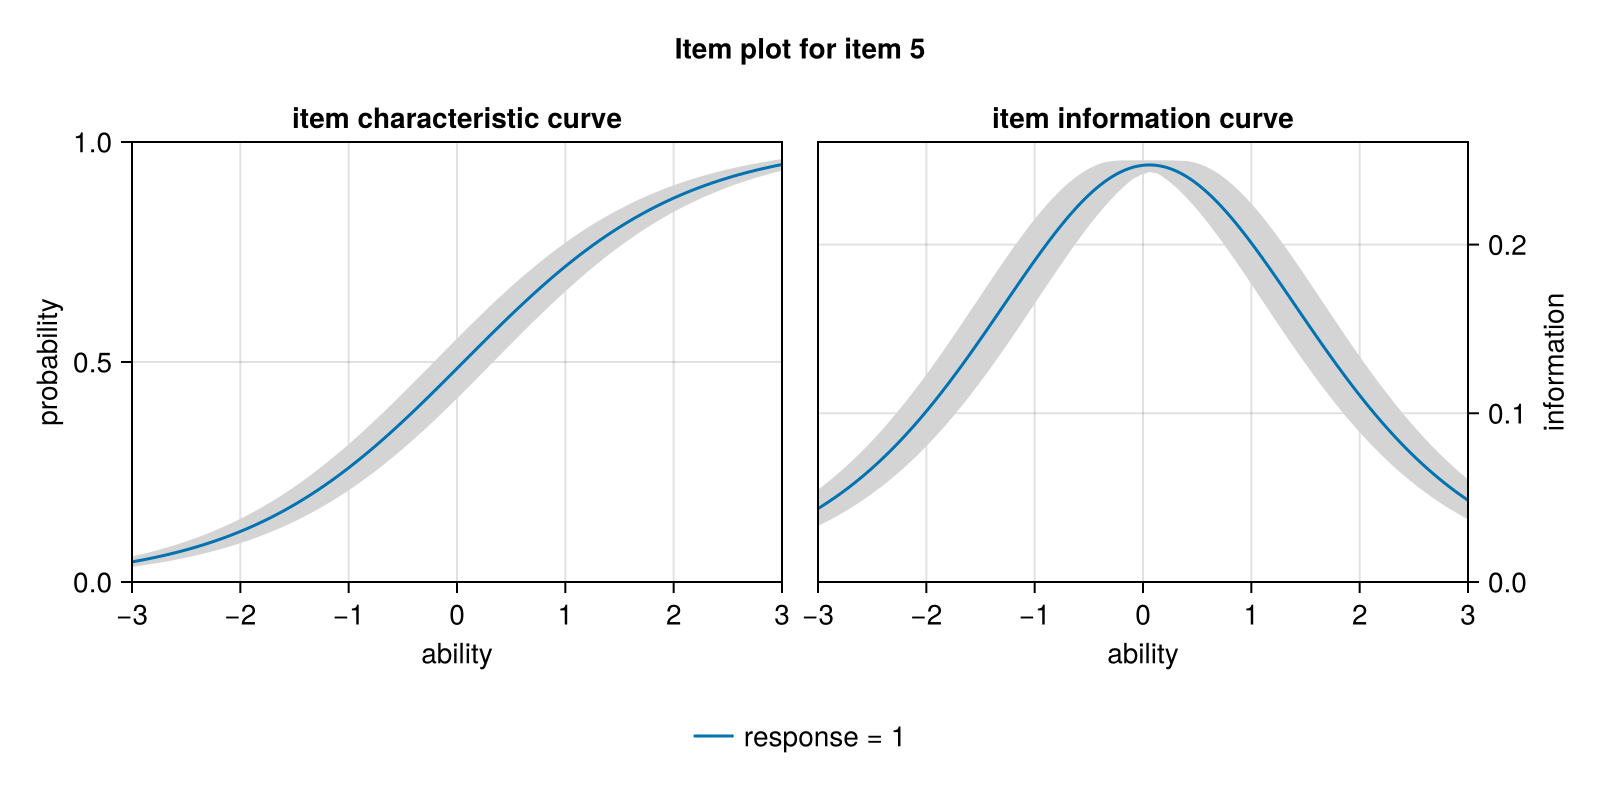 Item plot for item 5
item characteristic curve
1.0
0.5
0.0
probability
−3 −2 −1 0 1 2 3
ability
item information curve
0.2
0.1
0.0
information
−3 −2 −1 0 1 2 3
ability
response = 1